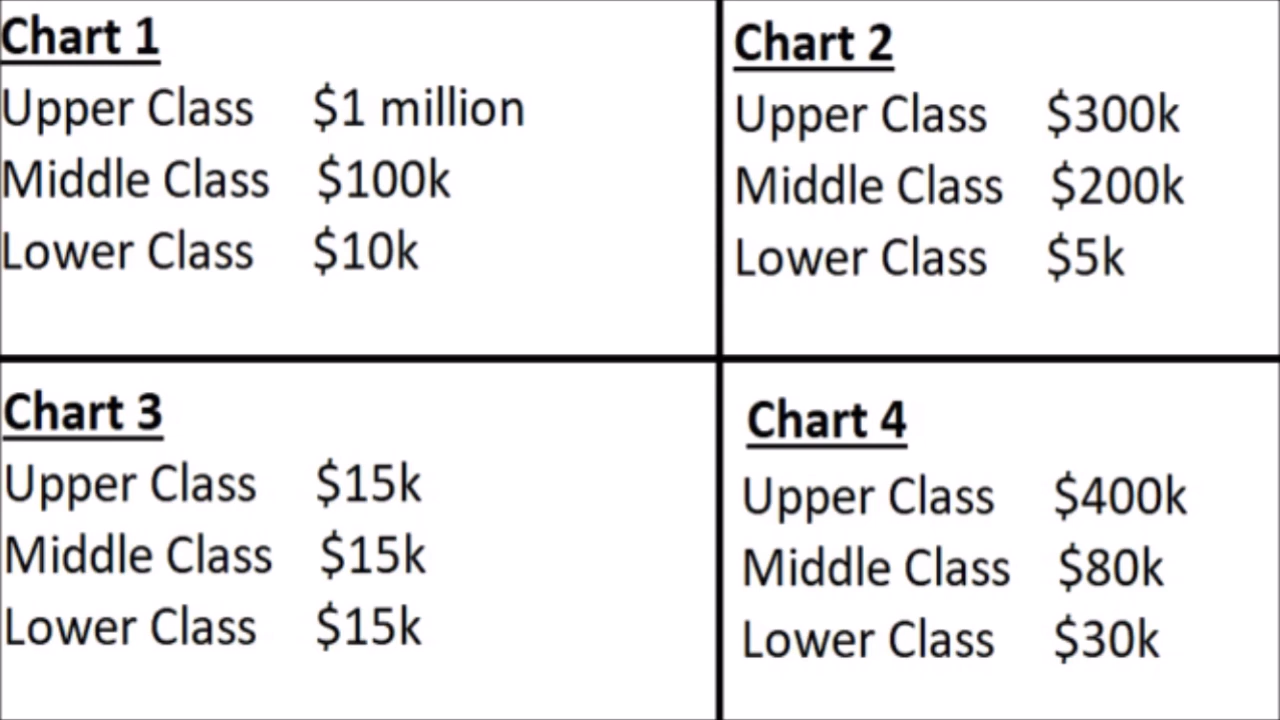 Chart 1
Upper Class $1 million
Middle Class $100k
Lower Class $10k
Chart 2
Upper Class $300k
Middle Class $200k
Lower Class $5k
Chart 3
Upper Class $15k
Middle Class $15k
Lower Class $15k
Chart 4
Upper Class $400k
Middle Class $80k
Lower Class $30k